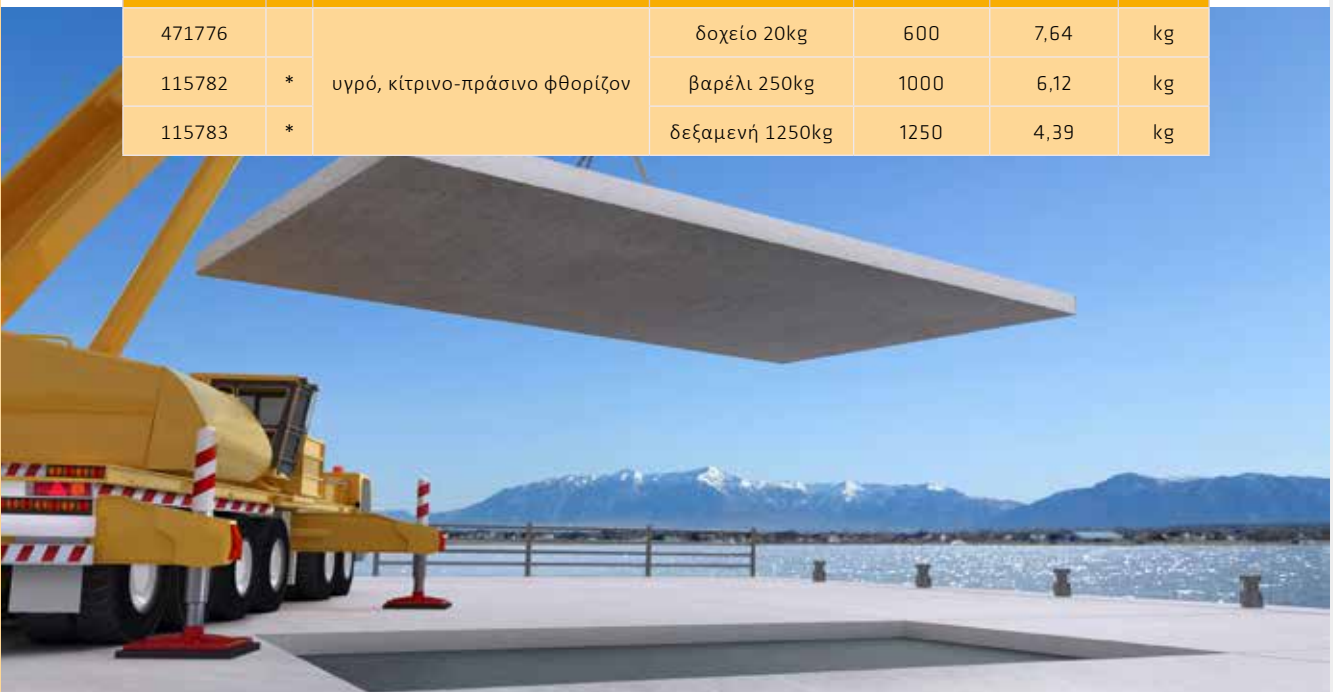 471776 δοχείο 20kg 600 7,64 kg
115782 * υγρό, κίτρινο-πράσινο φθορίζον βαρέλι 250kg 1000 6,12 kg
115783 * δεξαμενή 1250kg 1250 4,39 kg